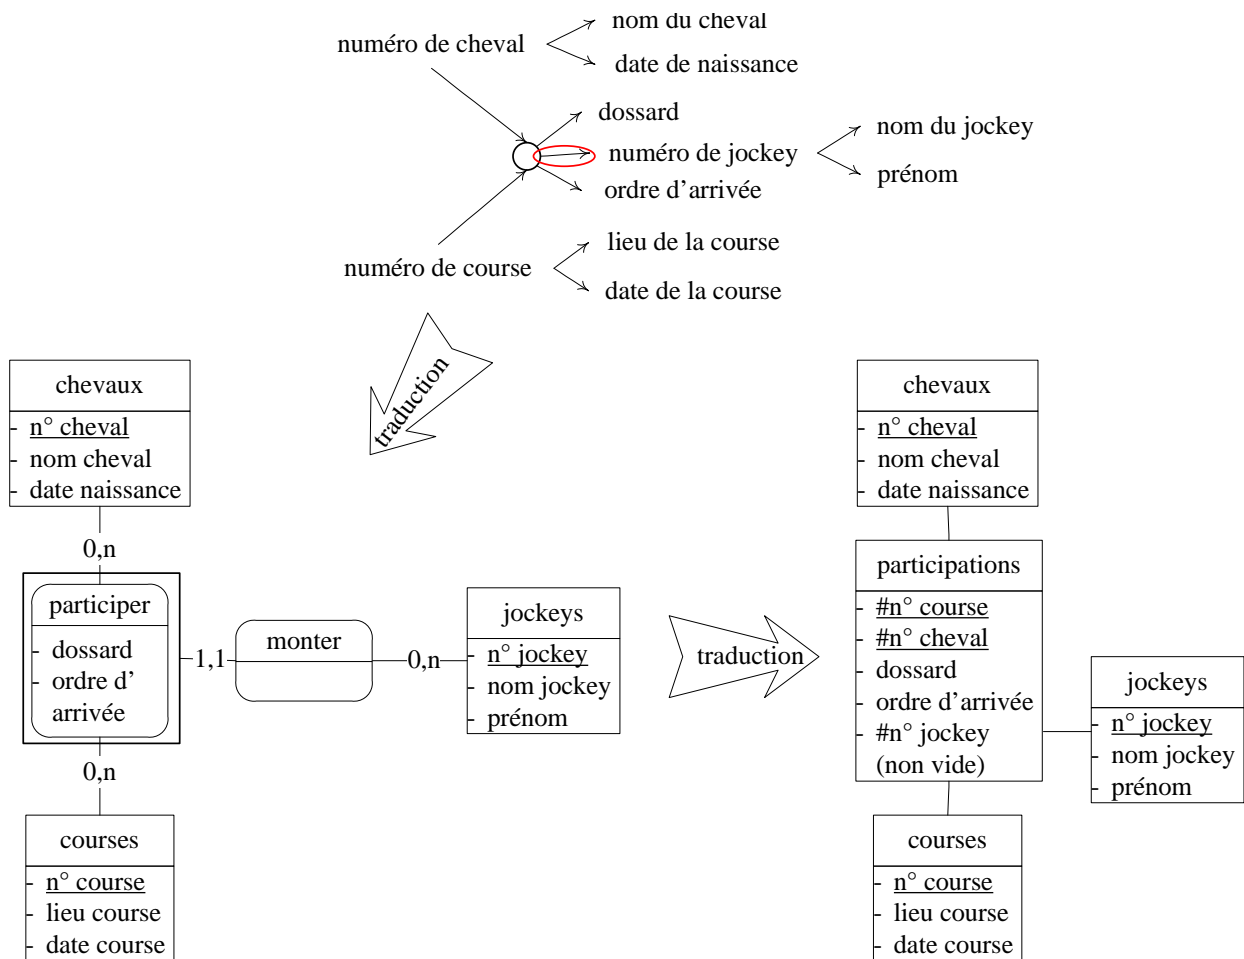 nom du cheval
numéro de cheval
date de naissance
dossard
nom du jockey
numéro de jockey
prénom
ordre d'arrivée
lieu de la course
numéro de course
date de la course
traduction
chevaux
- n° cheval
- nom cheval
- date naissance
0,n
participer
- dossard
- ordre d'
arrivée
1,1
monter
0,n
jockeys
- n° jockey
- nom jockey
- prénom
0,n
courses
- n° course
- lieu course
- date course
traduction
chevaux
- n° cheval
- nom cheval
- date naissance
participations
- #n° course
- #n° cheval
- dossard
- ordre d'arrivée
- #n° jockey
(non vide)
jockeys
- n° jockey
- nom jockey
- prénom
courses
- n° course
- lieu course
- date course